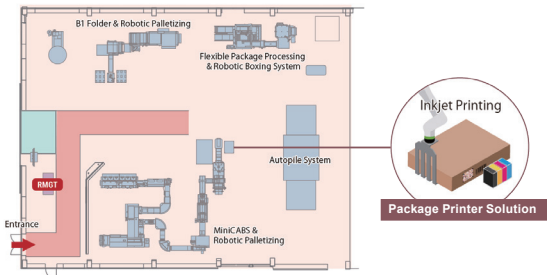 B1 Folder & Robotic Palletizing
Flexible Package Processing
& Robotic Boxing System
Inkjet Printing
Autopile System
RMGT
Package Printer Solution
Entrance
MiniCABS &
Robotic Palletizing